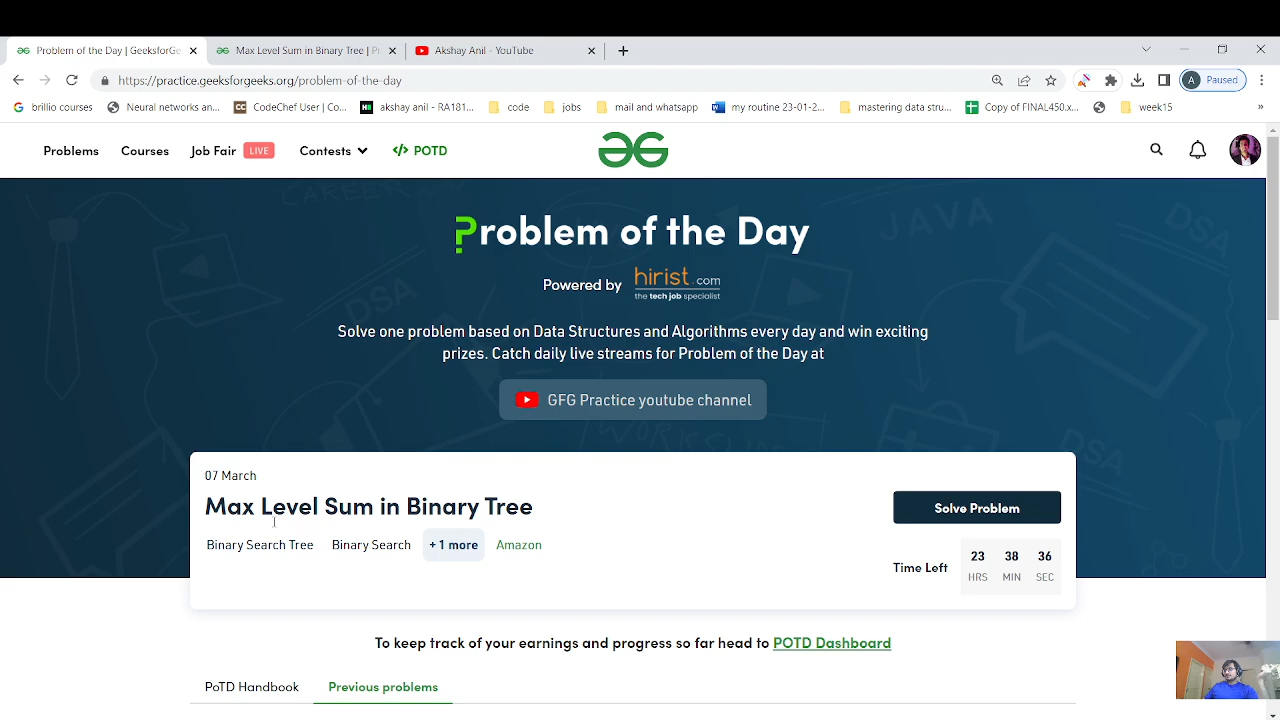 Problem of the Day | GeeksforGe
Max Level Sum in Binary Tree | P
Akshay Anil - YouTube
https://practice.geeksforgeeks.org/problem-of-the-day
A Paused
brillio courses
Neural networks an...
CodeChef User | Co...
akshay anil - RA181...
code
jobs
mail and whatsapp
my routine 23-01-2...
mastering data stru...
Copy of FINAL450.x...
week15
»
Problems
Courses
Job Fair LIVE
Contests
</> POTD
CAREER
JAVA
DSA
Problem of the Day
Powered by hirist.com
the tech job specialist
Solve one problem based on Data Structures and Algorithms every day and win exciting
prizes. Catch daily live streams for Problem of the Day at
GFG Practice youtube channel
WORKSHOP
DSA
07 March
Max Level Sum in Binary Tree
Solve Problem
Binary Search Tree Binary Search + 1 more Amazon
Time Left
23 38 36
HRS MIN SEC
To keep track of your earnings and progress so far head to POTD Dashboard
PoTD Handbook
Previous problems